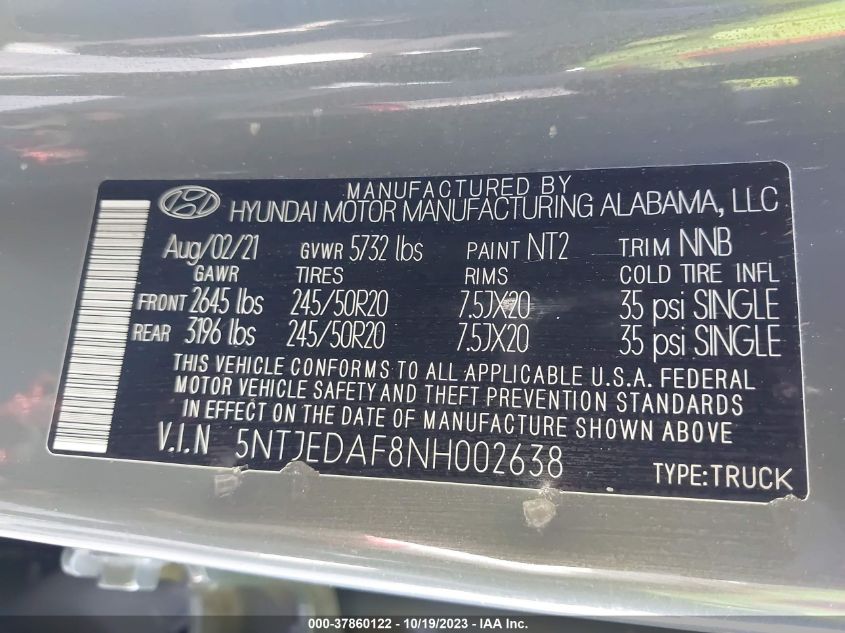 MANUFACTURED BY
HYUNDAI MOTOR MANUFACTURING ALABAMA, LLC
Aug/02/21 GVWR 5732 lbs PAINT NT2 TRIM NNB
GAWR TIRES RIMS COLD TIRE INFL
FRONT 2645 lbs 245/50R20 7.5JX20 35 psi SINGLE
REAR 3196 lbs 245/50R20 7.5JX20 35 psi SINGLE
THIS VEHICLE CONFORMS TO ALL APPLICABLE U.S.A. FEDERAL
MOTOR VEHICLE SAFETY AND THEFT PREVENTION STANDARDS
IN EFFECT ON THE DATE OF MANUFACTURE SHOWN ABOVE
V.I.N 5NTJEDAF8NH002638 TYPE:TRUCK
000-37860122 - 10/19/2023 - IAA Inc.